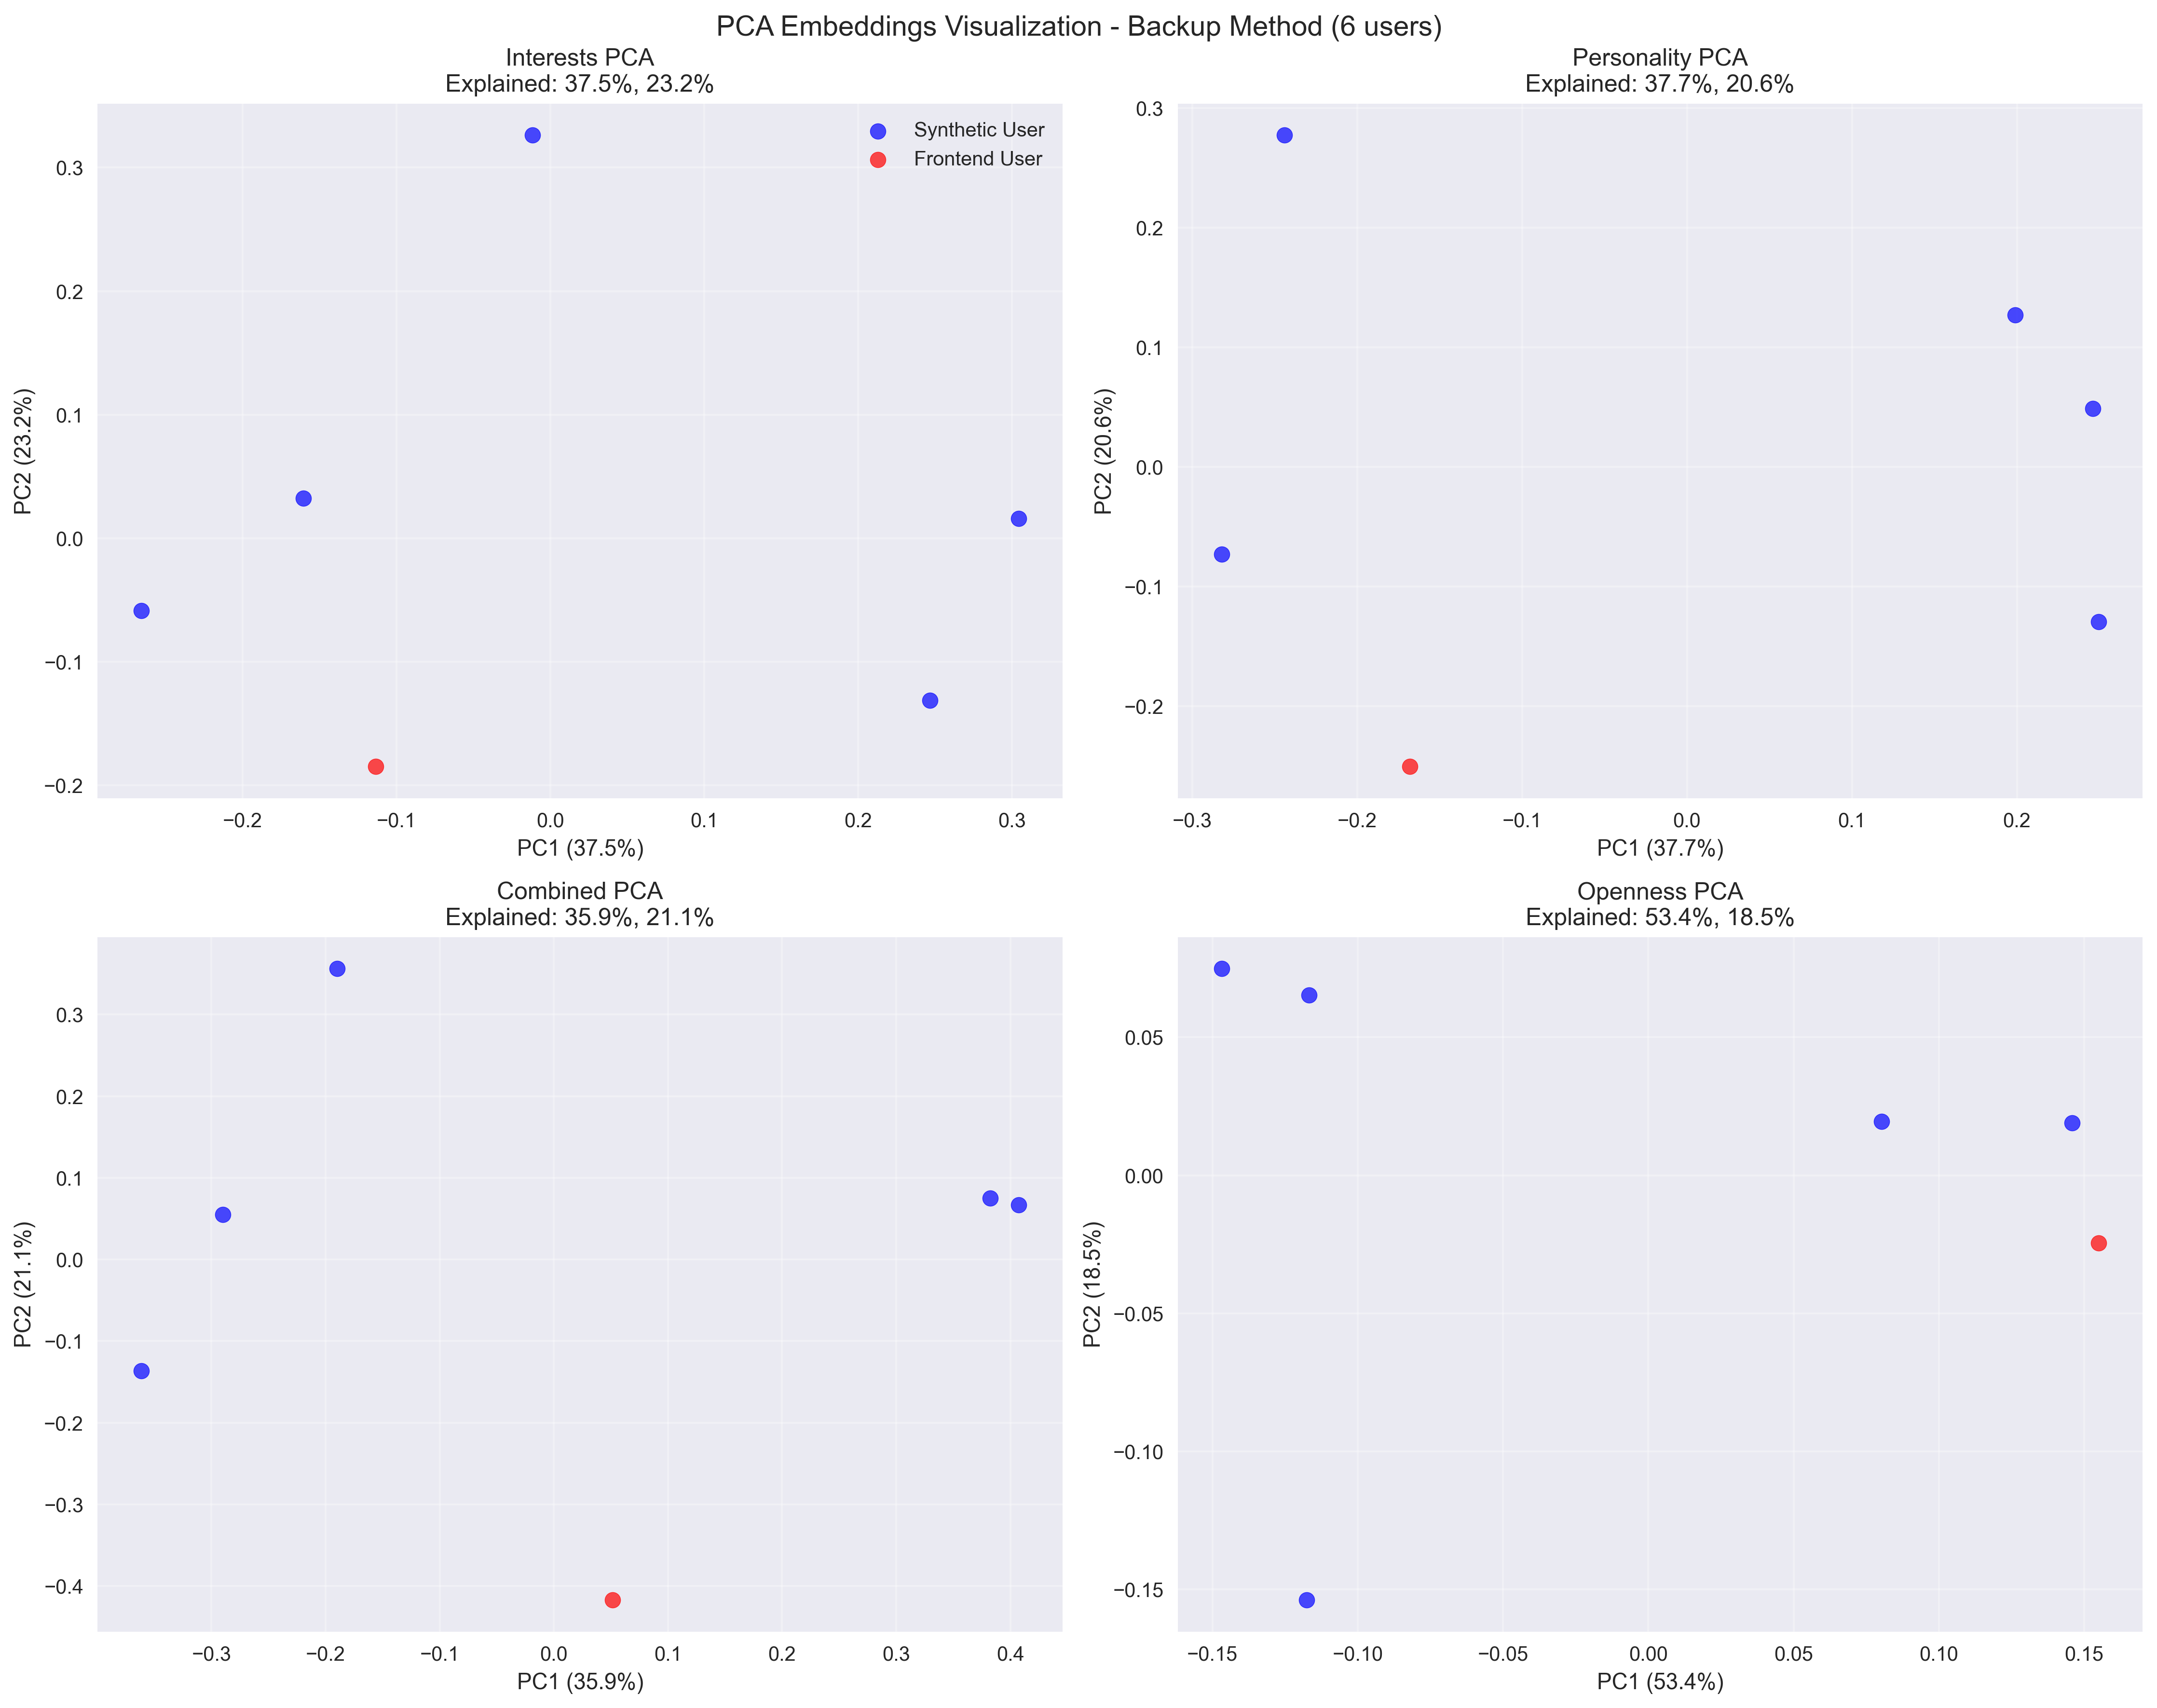 PCA Embeddings Visualization - Backup Method (6 users)
Interests PCA
Explained: 37.5%, 23.2%
Synthetic User
Frontend User
0.3
0.2
0.1
0.0
−0.1
−0.2
PC2 (23.2%)
−0.2
−0.1
0.0
0.1
0.2
0.3
PC1 (37.5%)
Personality PCA
Explained: 37.7%, 20.6%
0.3
0.2
0.1
0.0
−0.1
−0.2
PC2 (20.6%)
−0.3
−0.2
−0.1
0.0
0.1
0.2
PC1 (37.7%)
Combined PCA
Explained: 35.9%, 21.1%
0.3
0.2
0.1
0.0
−0.1
−0.2
−0.3
−0.4
PC2 (21.1%)
−0.3
−0.2
−0.1
0.0
0.1
0.2
0.3
0.4
PC1 (35.9%)
Openness PCA
Explained: 53.4%, 18.5%
0.05
0.00
−0.05
−0.10
−0.15
PC2 (18.5%)
−0.15
−0.10
−0.05
0.00
0.05
0.10
0.15
PC1 (53.4%)